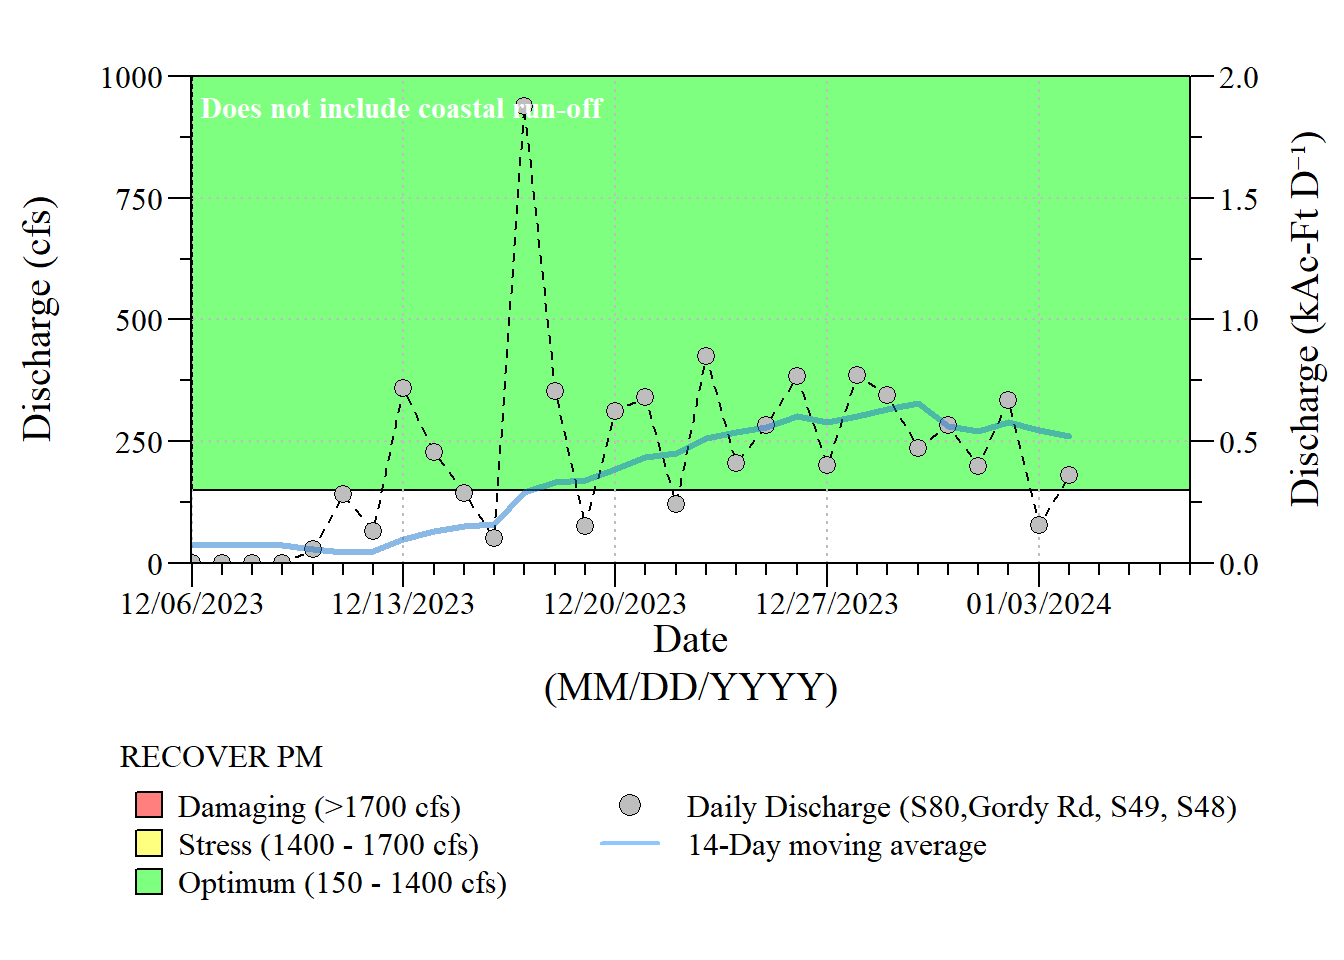 Does not include coastal run-off
1000
750
500
250
0
Discharge (cfs)
2.0
1.5
1.0
0.5
0.0
Discharge (kAc-Ft D⁻¹)
12/06/2023 12/13/2023 12/20/2023 12/27/2023 01/03/2024
Date
(MM/DD/YYYY)
RECOVER PM
Damaging (>1700 cfs)
Stress (1400 - 1700 cfs)
Optimum (150 - 1400 cfs)
Daily Discharge (S80,Gordy Rd, S49, S48)
14-Day moving average